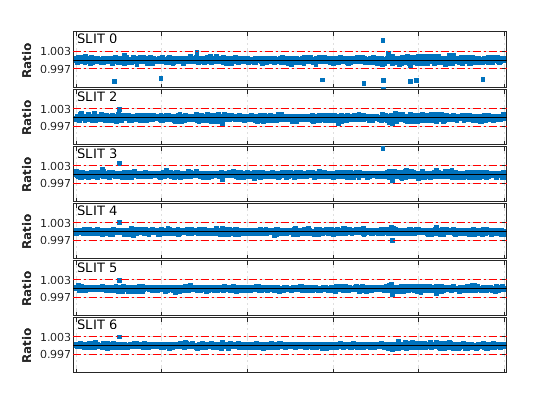 SLIT 0
Ratio
1.003
0.997
SLIT 2
Ratio
1.003
0.997
SLIT 3
Ratio
1.003
0.997
SLIT 4
Ratio
1.003
0.997
SLIT 5
Ratio
1.003
0.997
SLIT 6
Ratio
1.003
0.997